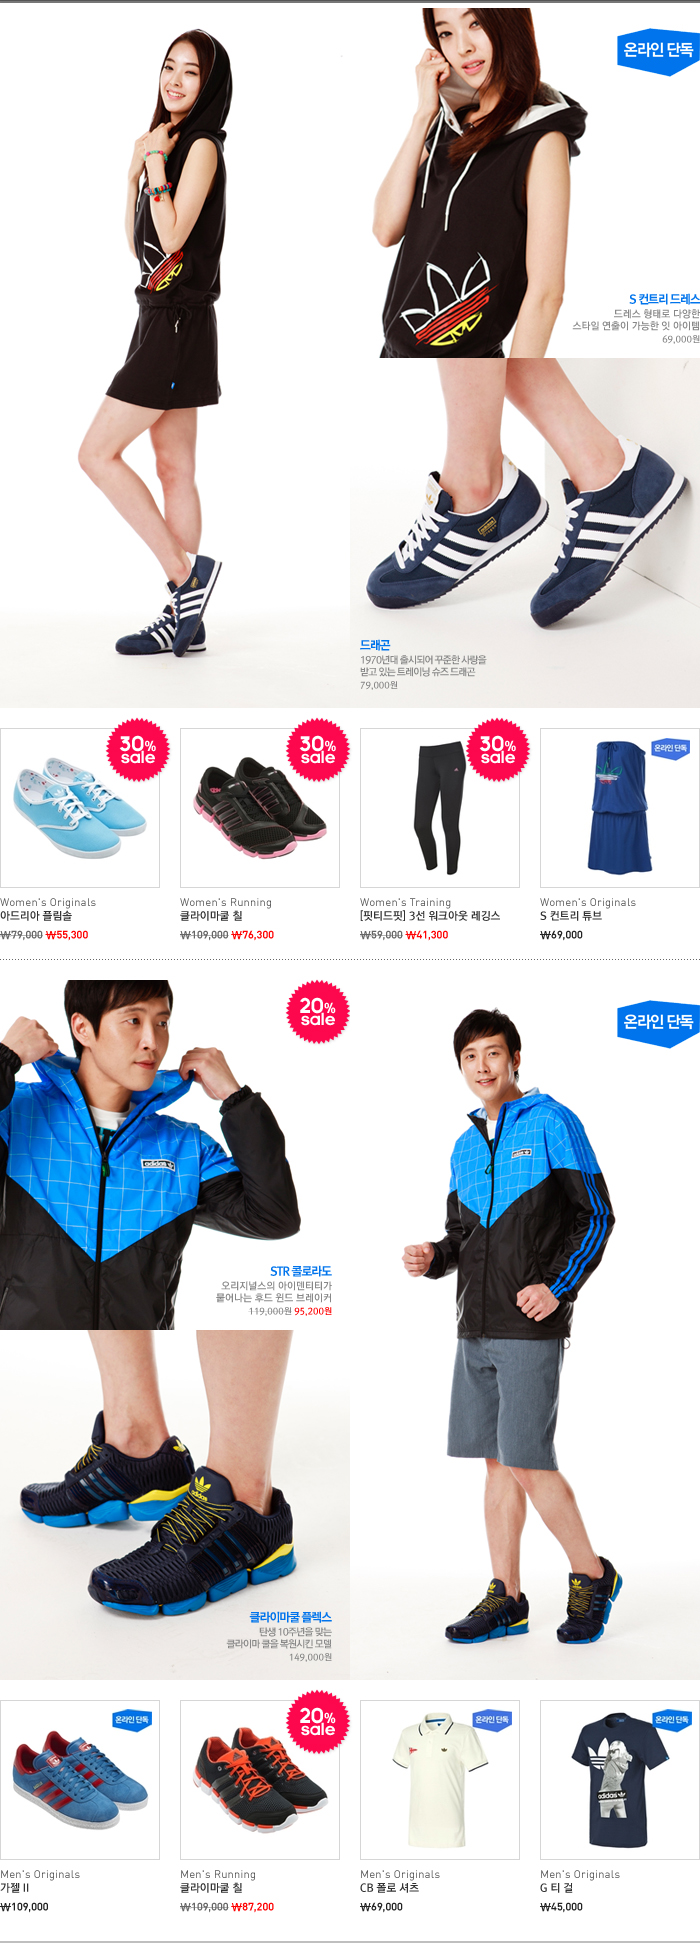 온라인 단독
S 컨트리 드레스
드레스 형태로 다양한
스타일 연출이 가능한 잇 아이템
69,000원
드래곤
1970년대 출시되어 꾸준한 사랑을
받고 있는 트레이닝 슈즈 드래곤
79,000원
30%
sale
30%
sale
30%
sale
온라인 단독
Women's Originals
아드리아 플림솔
₩79,000 ₩55,300
Women's Running
클라이마쿨 칠
₩109,000 ₩76,300
Women's Training
[핏티드핏] 3선 워크아웃 레깅스
₩59,000 ₩41,300
Women's Originals
S 컨트리 튜브
₩69,000
20%
sale
온라인 단독
adidas
STR 콜로라도
오리지널스의 아이덴티티가
뭍어나는 후드 윈드 브레이커
119,000원 95,200원
adidas
클라이마쿨 플렉스
탄생 10주년을 맞는
클라이마 쿨을 복원시킨 모델
149,000원
온라인 단독
20%
sale
온라인 단독
온라인 단독
adidas
Men's Originals
가젤 II
₩109,000
Men's Running
클라이마쿨 칠
₩109,000 ₩87,200
Men's Originals
CB 폴로 셔츠
₩69,000
Men's Originals
G 티 걸
₩45,000